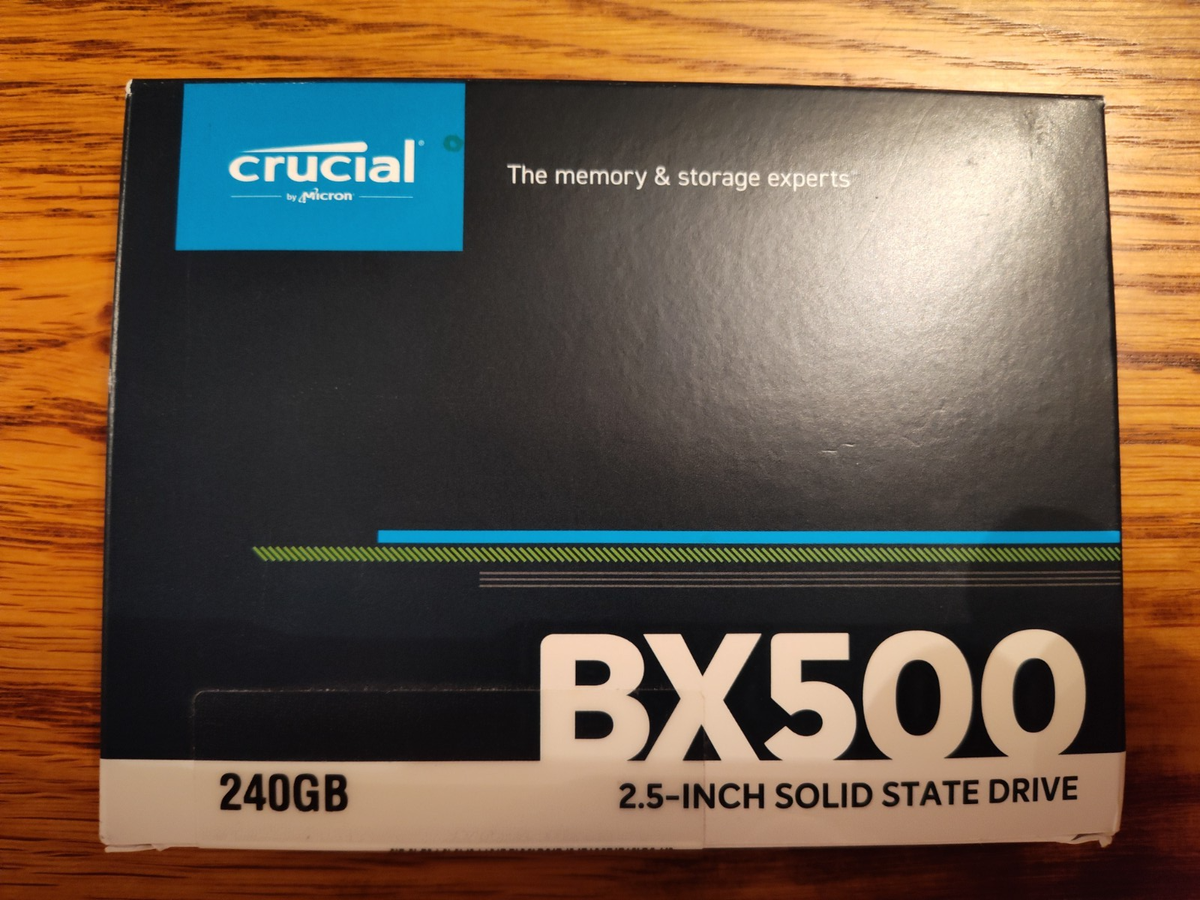 crucial®
by Micron
The memory & storage experts
BX500
240GB
2.5-INCH SOLID STATE DRIVE